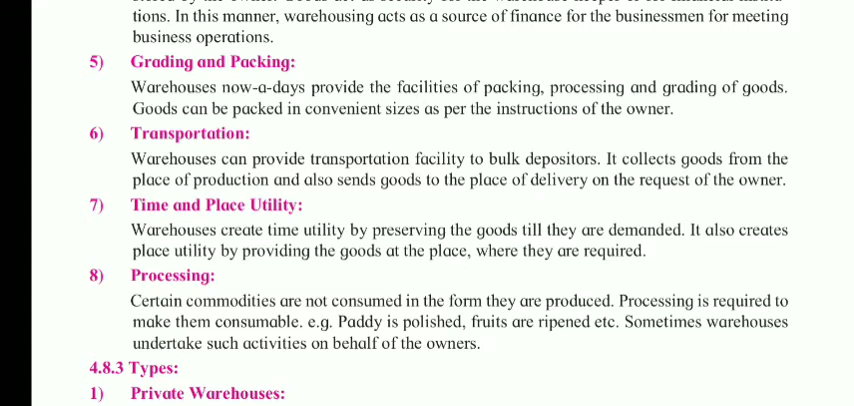 tions. In this manner, warehousing acts as a source of finance for the businessmen for meeting
business operations.
5) Grading and Packing:
Warehouses now-a-days provide the facilities of packing, processing and grading of goods.
Goods can be packed in convenient sizes as per the instructions of the owner.
6) Transportation:
Warehouses can provide transportation facility to bulk depositors. It collects goods from the
place of production and also sends goods to the place of delivery on the request of the owner.
7) Time and Place Utility:
Warehouses create time utility by preserving the goods till they are demanded. It also creates
place utility by providing the goods at the place, where they are required.
8) Processing:
Certain commodities are not consumed in the form they are produced. Processing is required to
make them consumable. e.g. Paddy is polished, fruits are ripened etc. Sometimes warehouses
undertake such activities on behalf of the owners.
4.8.3 Types:
1) Private Warehouses: